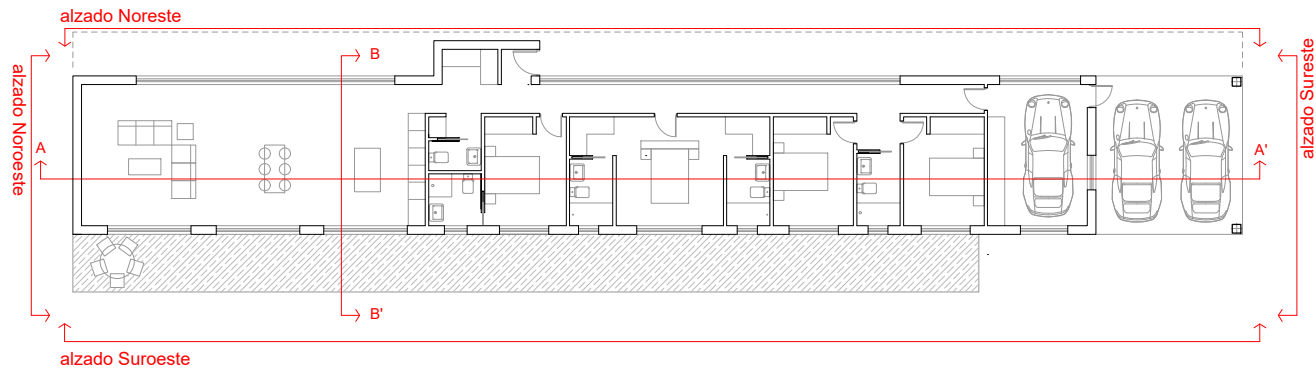 alzado Noreste
B
alzado Noroeste
alzado Sureste
A
A'
B'
alzado Suroeste